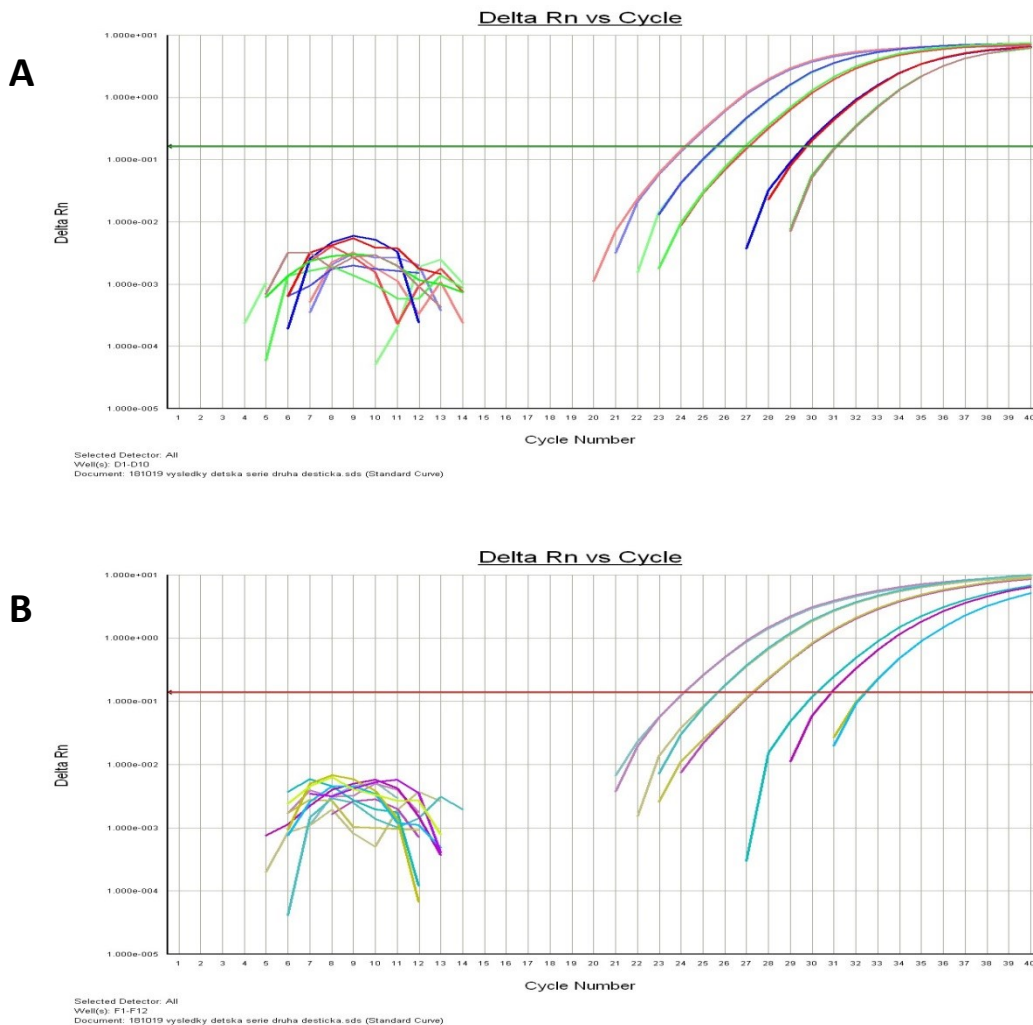 A
Delta Rn vs Cycle
1.000e+001
1.000e+000
1.000e-001
1.000e-002
1.000e-003
1.000e-004
1.000e-005
Delta Rn
1 2 3 4 5 6 7 8 9 10 11 12 13 14 15 16 17 18 19 20 21 22 23 24 25 26 27 28 29 30 31 32 33 34 35 36 37 38 39 40
Cycle Number
Selected Detector: All
Well(s): D1-D10
Document: 181019 vysledky detska serie druha desticka.sds (Standard Curve)
B
Delta Rn vs Cycle
1.000e+001
1.000e+000
1.000e-001
1.000e-002
1.000e-003
1.000e-004
1.000e-005
Delta Rn
1 2 3 4 5 6 7 8 9 10 11 12 13 14 15 16 17 18 19 20 21 22 23 24 25 26 27 28 29 30 31 32 33 34 35 36 37 38 39 40
Cycle Number
Selected Detector: All
Well(s): F1-F12
Document: 181019 vysledky detska serie druha desticka.sds (Standard Curve)